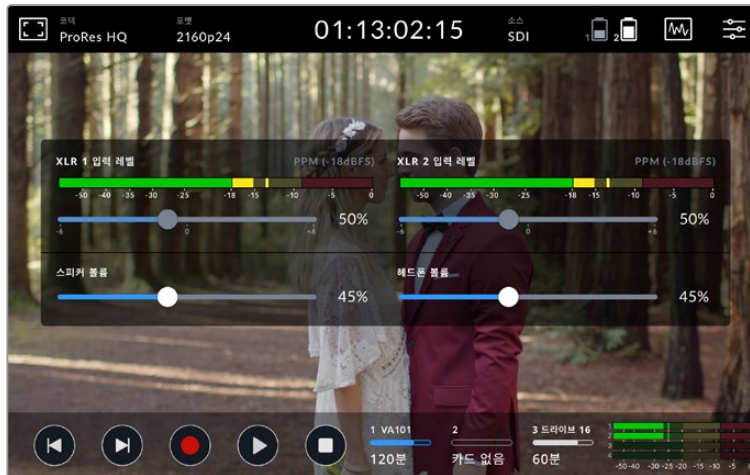 코덱 포맷 소스
ProRes HQ 2160p24 01:13:02:15 SDI 1 2
XLR 1 입력 레벨 PPM (-18dBFS) XLR 2 입력 레벨 PPM (-18dBFS)
-50 -40 -35 -30 -25 -18 -15 -10 -5 0 -50 -40 -35 -30 -25 -18 -15 -10 -5 0
50% 50%
-6 0 +6 -6 0 +6
스피커 볼륨 헤드폰 볼륨
45% 45%
1 VA101 2 3 드라이브 16
120분 카드 없음 60분
1
2
3
4
-50 -40 -30 -25 -20 -15 -10 -5 0